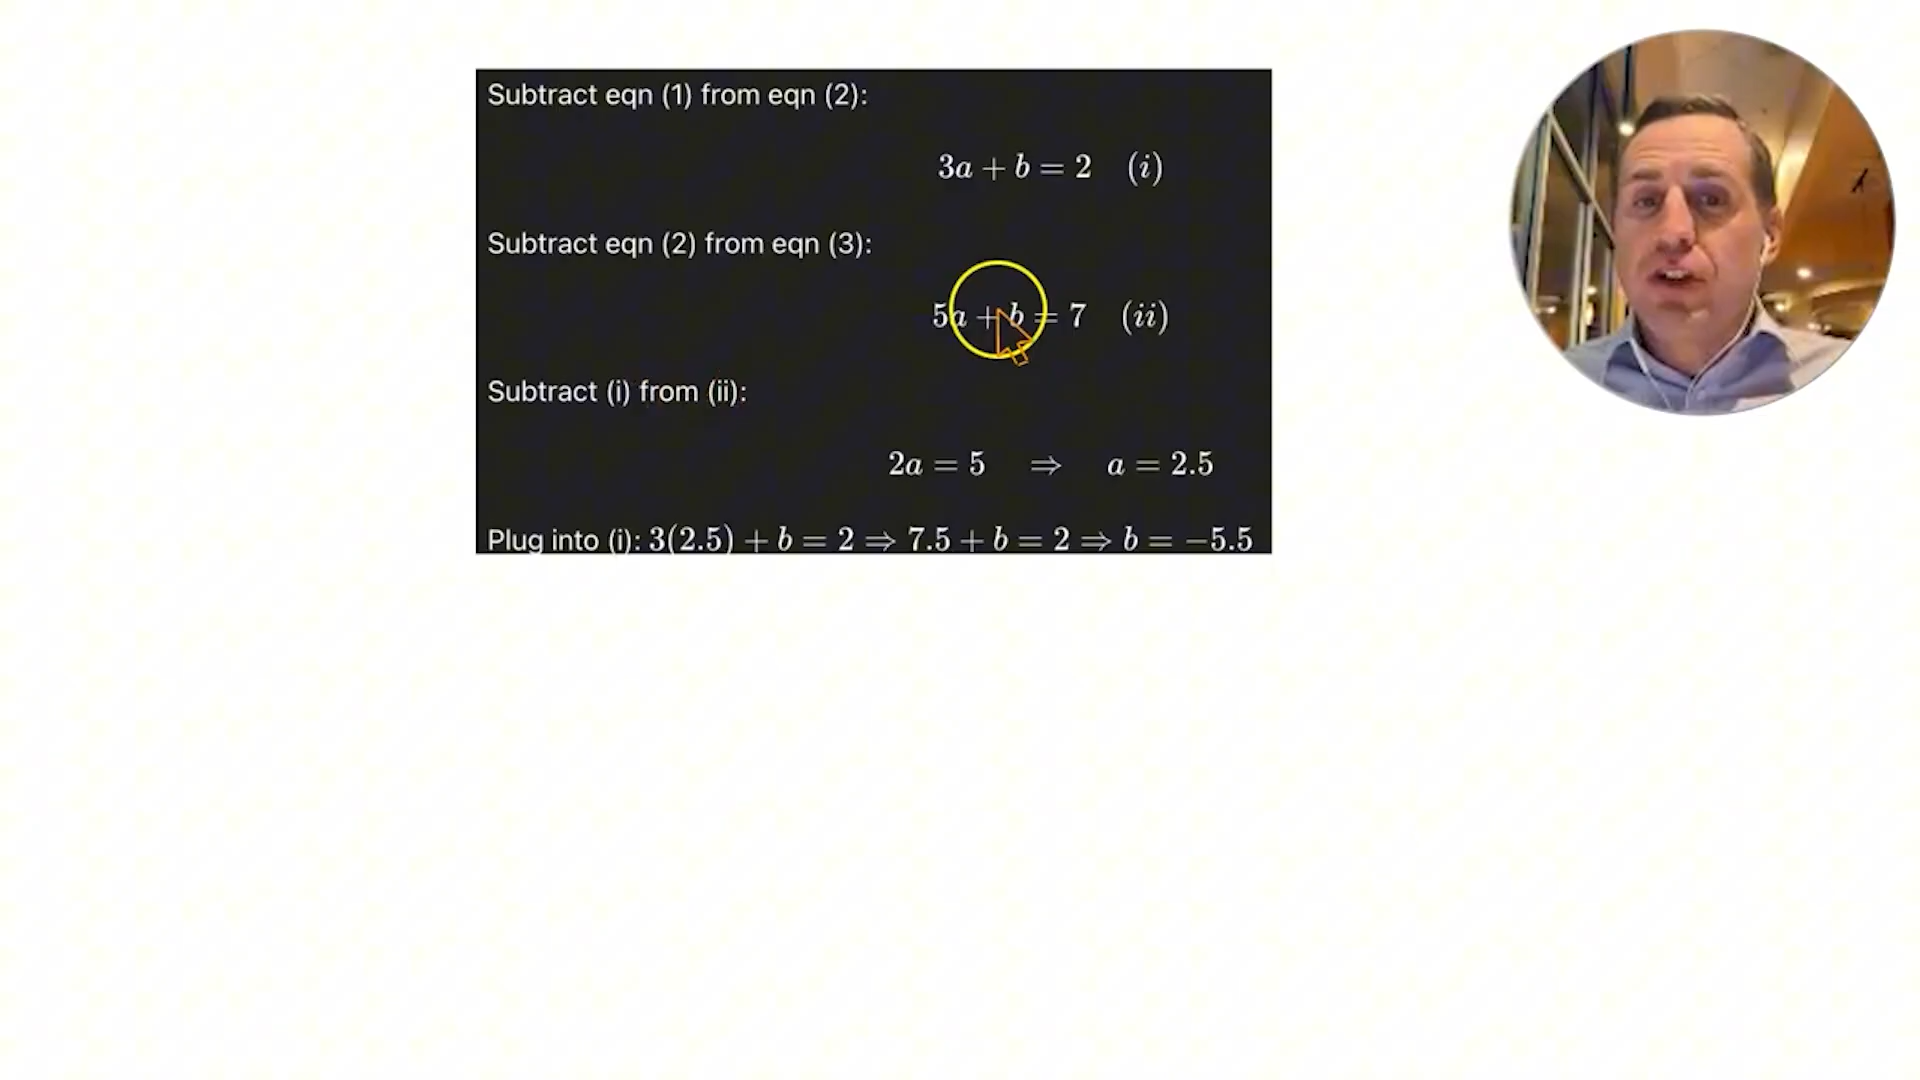 Subtract eqn (1) from eqn (2):
3a + b = 2 (i)
Subtract eqn (2) from eqn (3):
5a + b = 7 (ii)
Subtract (i) from (ii):
2a = 5 ⇒ a = 2.5
Plug into (i): 3(2.5) + b = 2 ⇒ 7.5 + b = 2 ⇒ b = −5.5